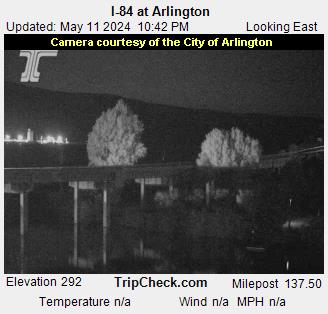 I-84 at Arlington
Updated: May 11 2024 10:42 PM Looking East
Camera courtesy of the City of Arlington
Elevation 292 TripCheck.com Milepost 137.50
Temperature n/a Wind n/a MPH n/a